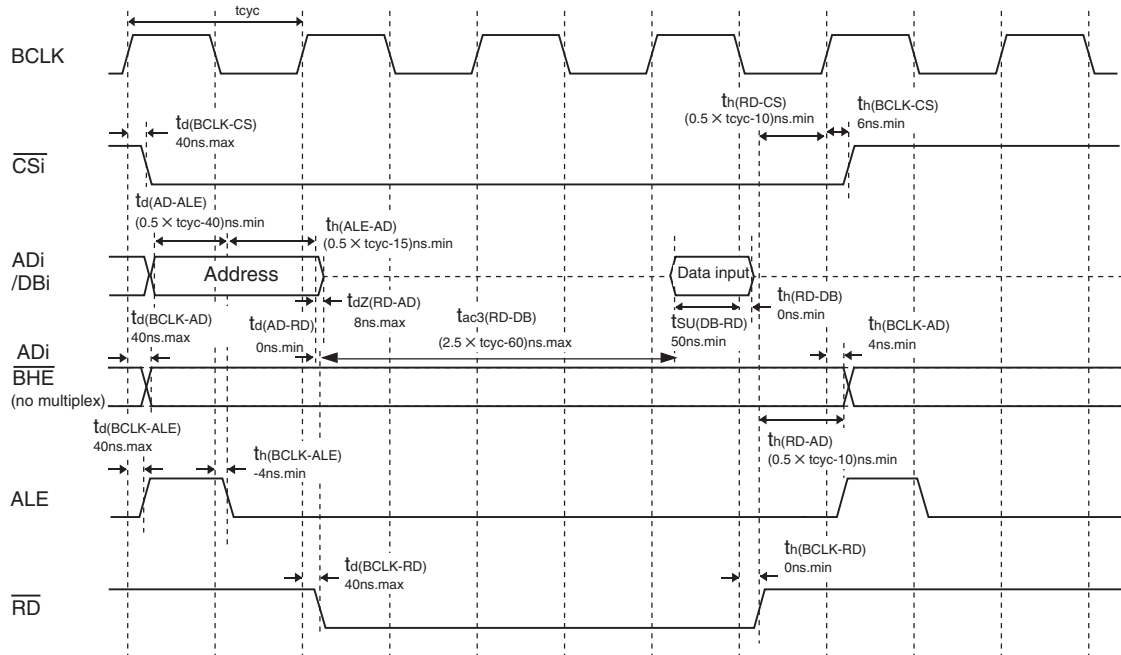 tcyc
BCLK
td(BCLK-CS)
40ns.max
th(RD-CS)
(0.5 × tcyc-10)ns.min
th(BCLK-CS)
6ns.min
CSi
td(AD-ALE)
(0.5 × tcyc-40)ns.min
th(ALE-AD)
(0.5 × tcyc-15)ns.min
ADi
/DBi
Address
Data input
tdZ(RD-AD)
8ns.max
th(RD-DB)
0ns.min
td(BCLK-AD)
40ns.max
td(AD-RD)
0ns.min
tac3(RD-DB)
(2.5 × tcyc-60)ns.max
tSU(DB-RD)
50ns.min
th(BCLK-AD)
4ns.min
ADi
BHE
(no multiplex)
td(BCLK-ALE)
40ns.max
th(BCLK-ALE)
-4ns.min
th(RD-AD)
(0.5 × tcyc-10)ns.min
ALE
td(BCLK-RD)
40ns.max
th(BCLK-RD)
0ns.min
RD